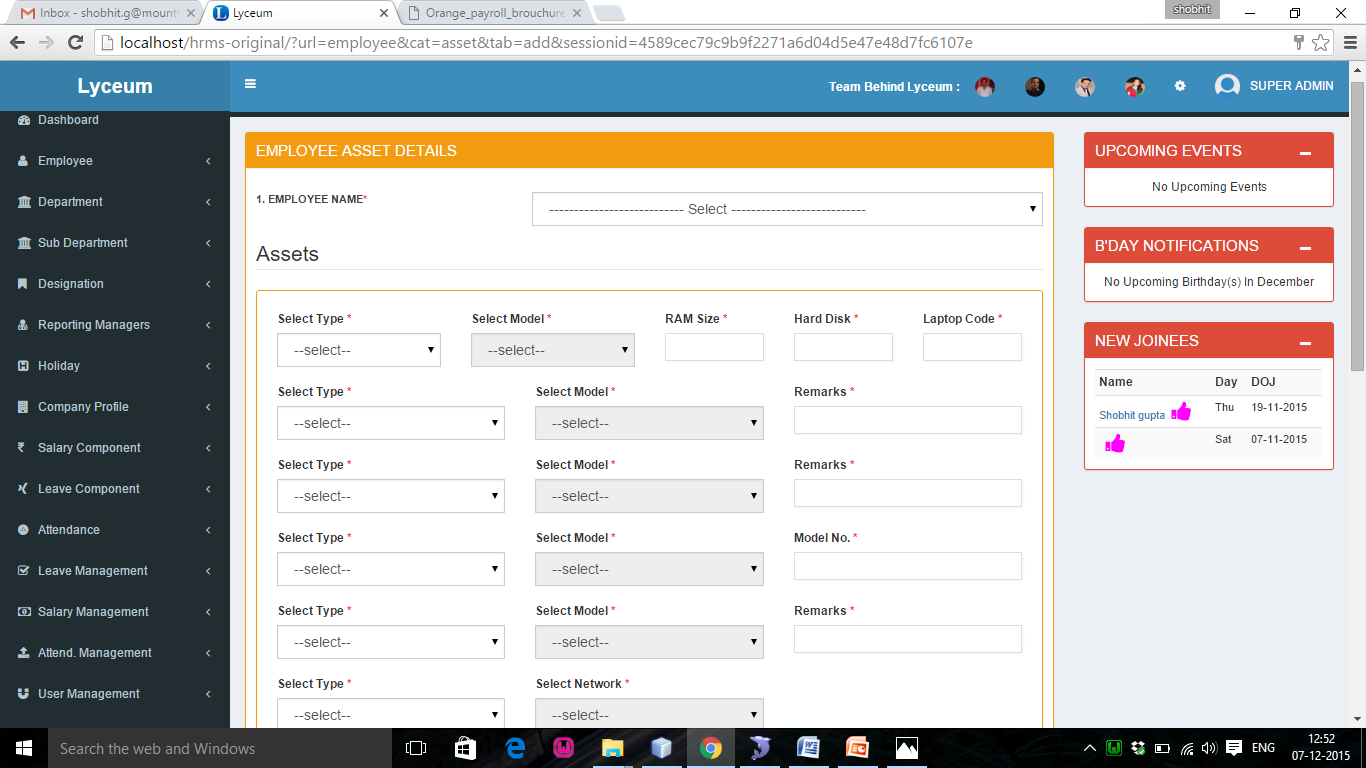 Inbox - shobhit.g@mount
Lyceum
Orange_payroll_brouchure
shobhit
localhost/hrms-original/?url=employee&cat=asset&tab=add&sessionid=4589cec79c9b9f2271a6d04d5e47e48d7fc6107e
Lyceum
Team Behind Lyceum :
SUPER ADMIN
Dashboard
Employee
Department
Sub Department
Designation
Reporting Managers
Holiday
Company Profile
Salary Component
Leave Component
Attendance
Leave Management
Salary Management
Attend. Management
User Management
EMPLOYEE ASSET DETAILS
1. EMPLOYEE NAME*
--------------------------- Select ---------------------------
Assets
Select Type * Select Model * RAM Size * Hard Disk * Laptop Code *
--select-- --select--
Select Type * Select Model * Remarks *
--select-- --select--
Select Type * Select Model * Remarks *
--select-- --select--
Select Type * Select Model * Model No. *
--select-- --select--
Select Type * Select Model * Remarks *
--select-- --select--
Select Type * Select Network *
--select-- --select--
UPCOMING EVENTS
No Upcoming Events
B'DAY NOTIFICATIONS
No Upcoming Birthday(s) In December
NEW JOINEES
Name Day DOJ
Shobhit gupta Thu 19-11-2015
Sat 07-11-2015
Search the web and Windows
ENG
12:52
07-12-2015